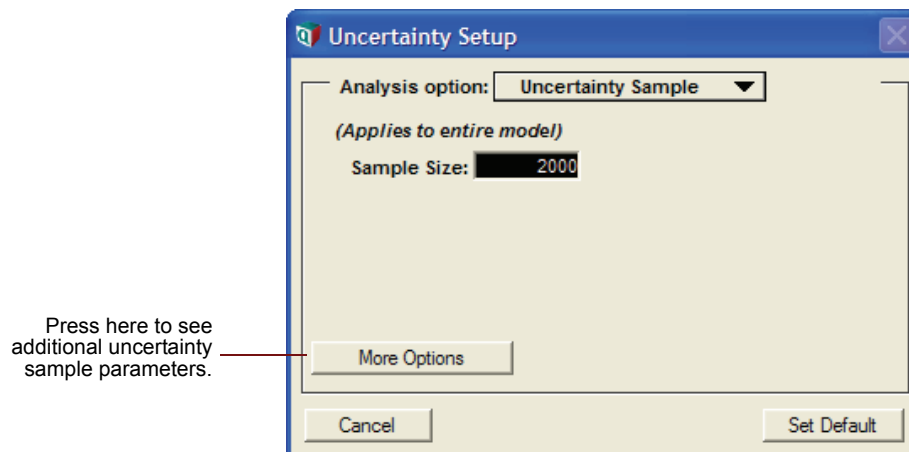 Uncertainty Setup
Analysis option: Uncertainty Sample
(Applies to entire model)
Sample Size: 2000
Press here to see
additional uncertainty
sample parameters.
More Options
Cancel
Set Default